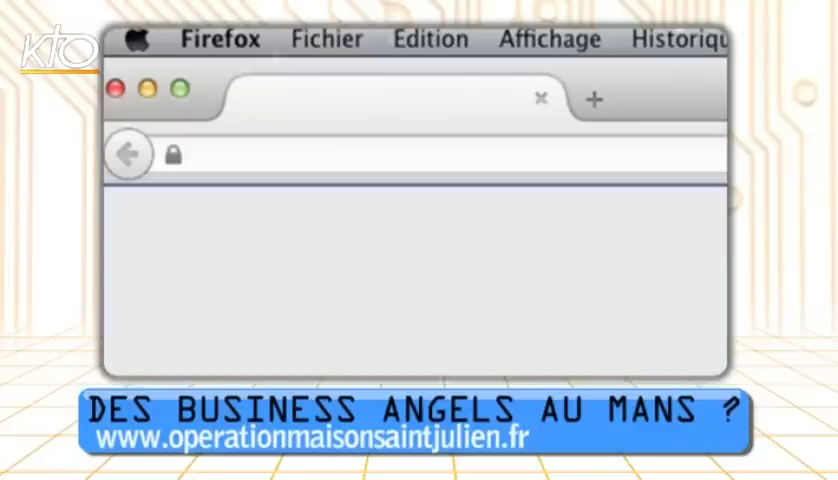 kto
Firefox Fichier Edition Affichage Historiqu
DES BUSINESS ANGELS AU MANS ?
www.operationmaisonsaintjulien.fr